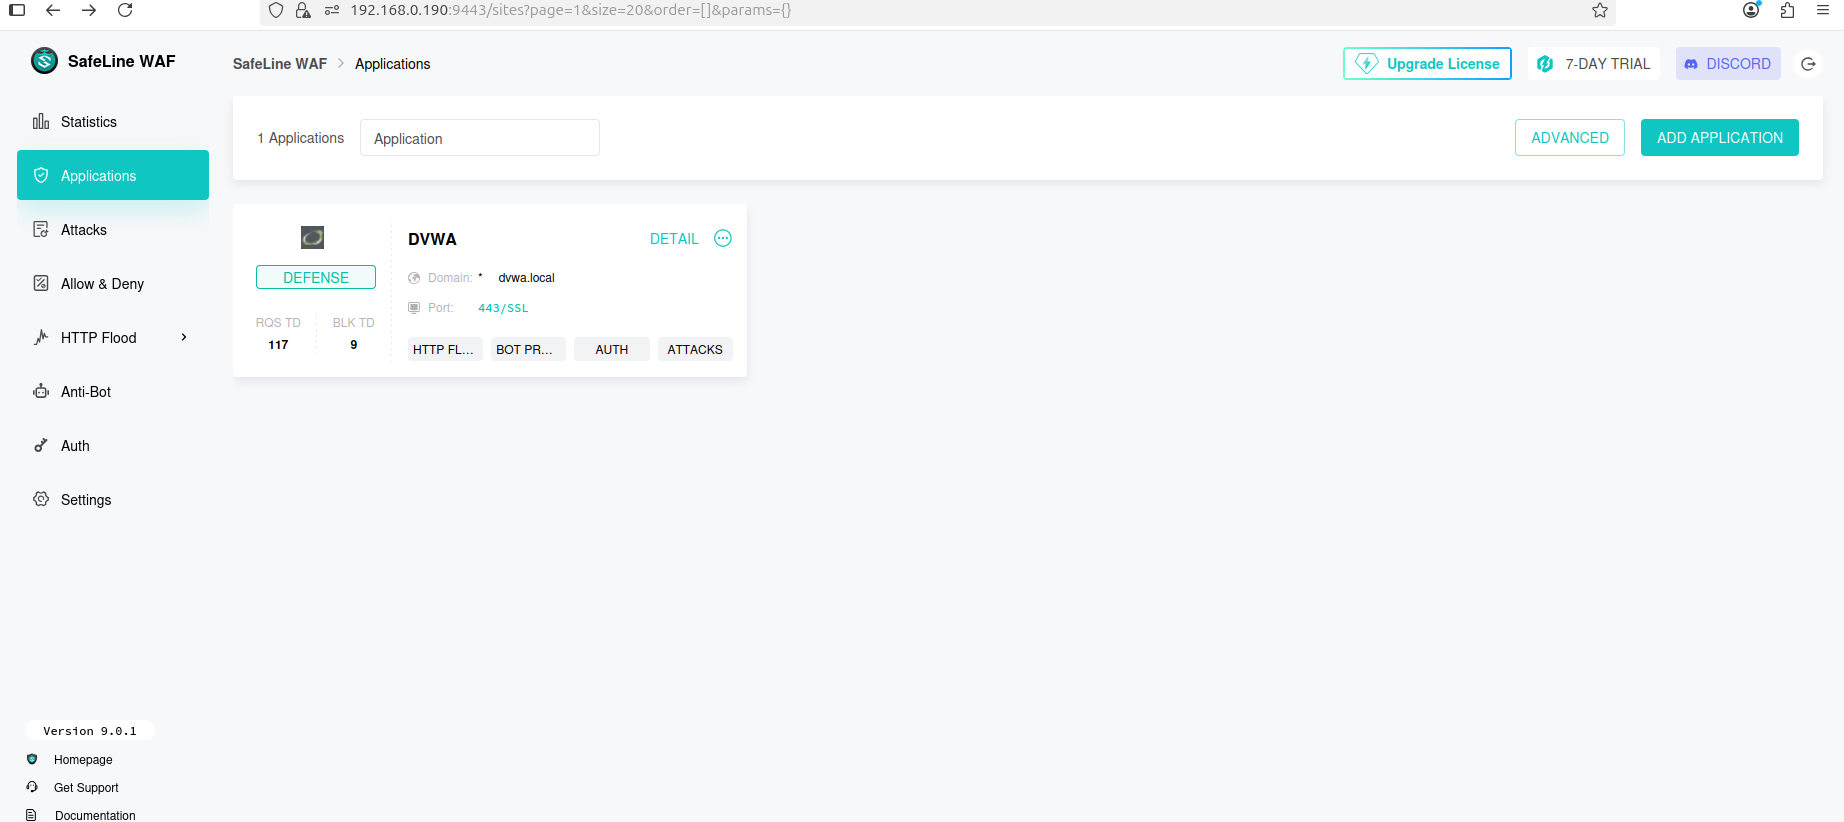 192.168.0.190:9443/sites?page=1&size=20&order=[]&params={}
SafeLine WAF
SafeLine WAF > Applications
Upgrade License
7-DAY TRIAL
DISCORD
Statistics
Applications
Attacks
Allow & Deny
HTTP Flood
Anti-Bot
Auth
Settings
1 Applications
Application
ADVANCED
ADD APPLICATION
DEFENSE
RQS TD
BLK TD
117
9
DVWA
DETAIL
Domain: * dvwa.local
Port: 443/SSL
HTTP FL...
BOT PR...
AUTH
ATTACKS
Version 9.0.1
Homepage
Get Support
Documentation